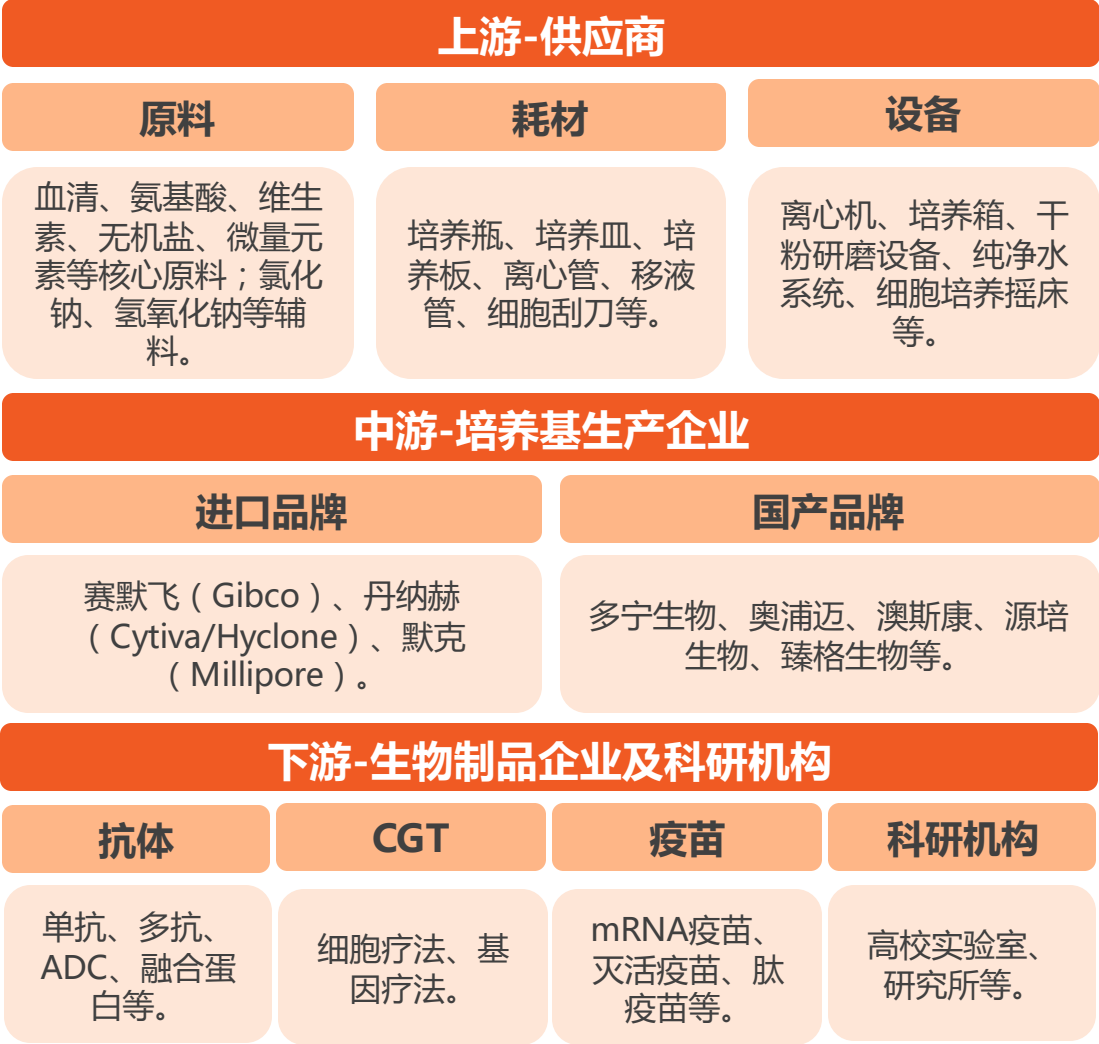 上游-供应商
原料
耗材
设备
血清、氨基酸、维生
素、无机盐、微量元
素等核心原料；氯化
钠、氢氧化钠等辅
料。
培养瓶、培养皿、培
养板、离心管、移液
管、细胞刮刀等。
离心机、培养箱、干
粉研磨设备、纯净水
系统、细胞培养摇床
等。
中游-培养基生产企业
进口品牌
国产品牌
赛默飞（Gibco）、丹纳赫
（Cytiva/Hyclone）、默克
（Millipore）。
多宁生物、奥浦迈、澳斯康、源培
生物、臻格生物等。
下游-生物制品企业及科研机构
抗体
CGT
疫苗
科研机构
单抗、多抗、
ADC、融合蛋
白等。
细胞疗法、基
因疗法。
mRNA疫苗、
灭活疫苗、肽
疫苗等。
高校实验室、
研究所等。